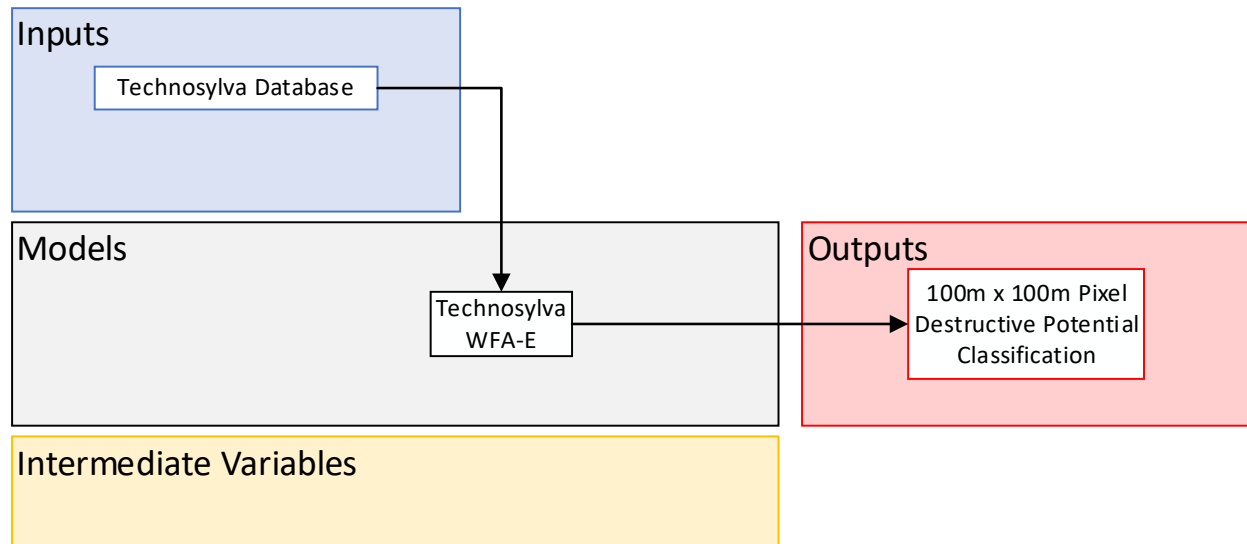 Inputs
Technosylva Database
Models
Technosylva
WFA-E
Outputs
100m x 100m Pixel
Destructive Potential
Classification
Intermediate Variables